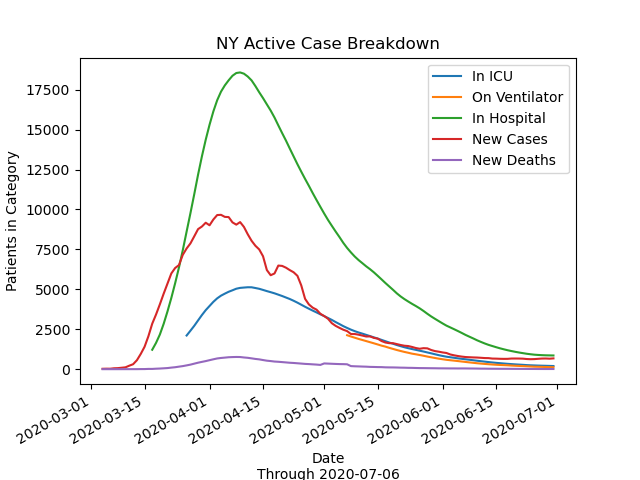 NY Active Case Breakdown
In ICU
On Ventilator
In Hospital
New Cases
New Deaths
Patients in Category
17500
15000
12500
10000
7500
5000
2500
0
2020-03-01
2020-03-15
2020-04-01
2020-04-15
2020-05-01
2020-05-15
2020-06-01
2020-06-15
2020-07-01
Date
Through 2020-07-06